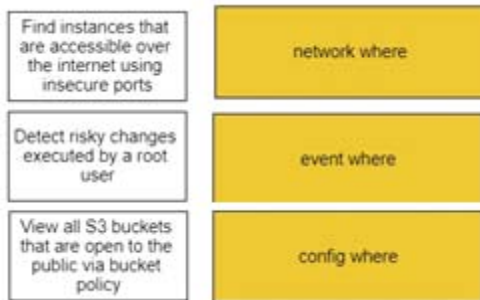 Find instances that
are accessible over
the internet using
insecure ports
network where
Detect risky changes
executed by a root
user
event where
View all S3 buckets
that are open to the
public via bucket
policy
config where